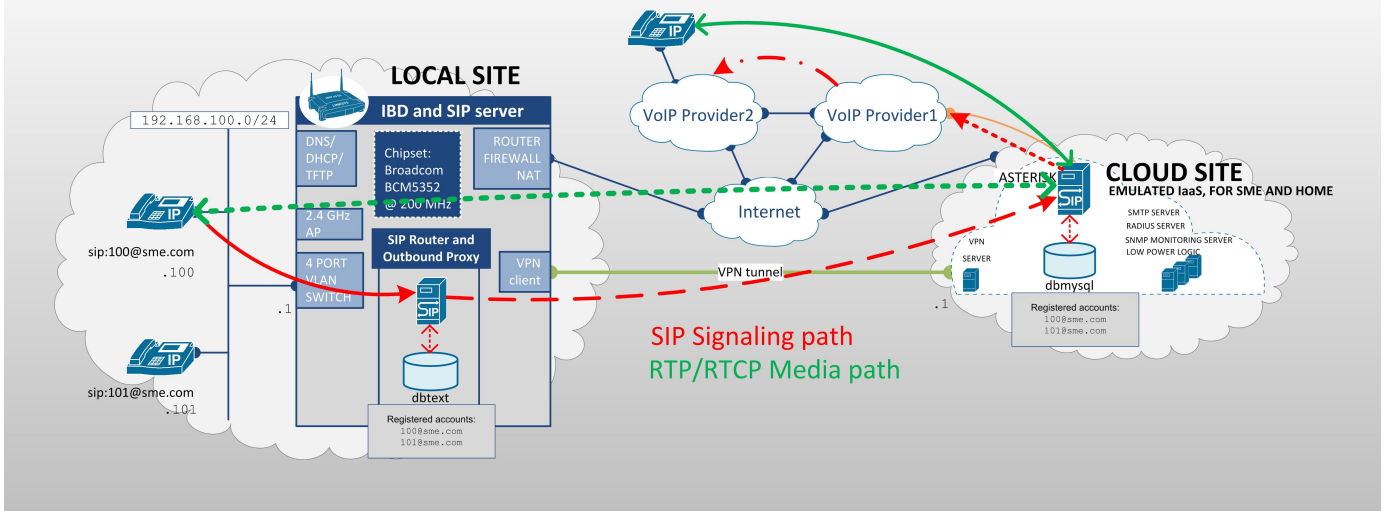 IP
LOCAL SITE
192.168.100.0/24
IBD and SIP server
DNS/
DHCP/
TFTP
Chipset:
Broadcom
BCM5352
@ 200 MHz
ROUTER
FIREWALL
NAT
VoIP Provider2
VoIP Provider1
Internet
ASTERISK
SIP
CLOUD SITE
EMULATED IaaS, FOR SME AND HOME
SMTP SERVER
RADIUS SERVER
SNMP MONITORING SERVER
LOW POWER LOGIC
VPN
SERVER
dbmysql
.1
Registered accounts:
100@sme.com
101@sme.com
IP
sip:100@sme.com
.100
2.4 GHz
AP
4 PORT
VLAN
SWITCH
.1
SIP Router and
Outbound Proxy
SIP
VPN
client
VPN tunnel
IP
sip:101@sme.com
.101
dbtext
Registered accounts:
100@sme.com
101@sme.com
SIP Signaling path
RTP/RTCP Media path